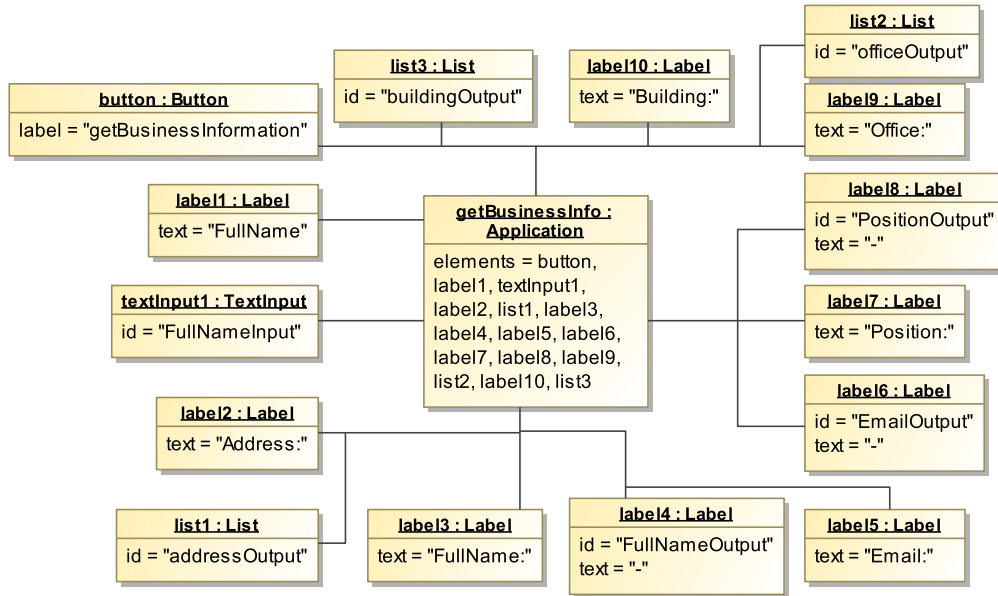 list2 : List
id = "officeOutput"
list3 : List
id = "buildingOutput"
label10 : Label
text = "Building:"
button : Button
label = "getBusinessInformation"
label9 : Label
text = "Office:"
label1 : Label
text = "FullName"
getBusinessInfo :
Application
elements = button,
label1, textInput1,
label2, list1, label3,
label4, label5, label6,
label7, label8, label9,
list2, label10, list3
label8 : Label
id = "PositionOutput"
text = "-"
textInput1 : TextInput
id = "FullNameInput"
label7 : Label
text = "Position:"
label2 : Label
text = "Address:"
label6 : Label
id = "EmailOutput"
text = "-"
list1 : List
id = "addressOutput"
label3 : Label
text = "FullName:"
label4 : Label
id = "FullNameOutput"
text = "-"
label5 : Label
text = "Email:"